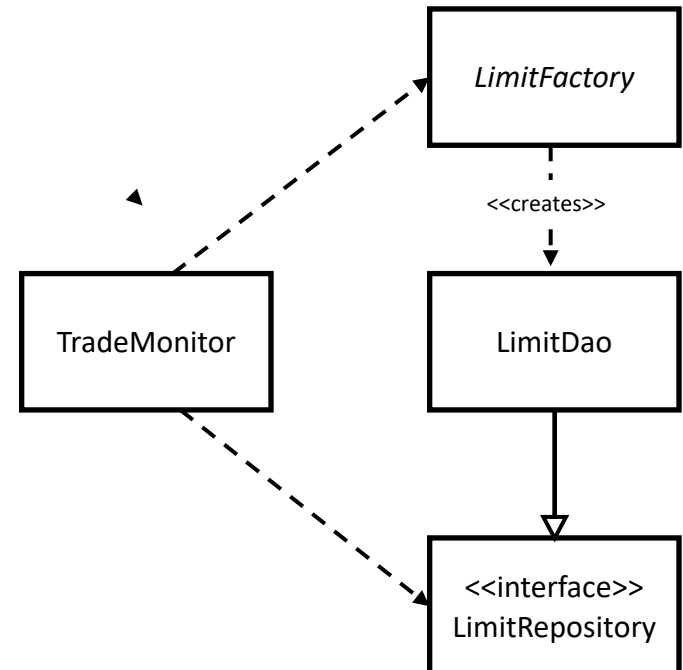 LimitFactory
<<creates>>
TradeMonitor
LimitDao
<<interface>>
LimitRepository